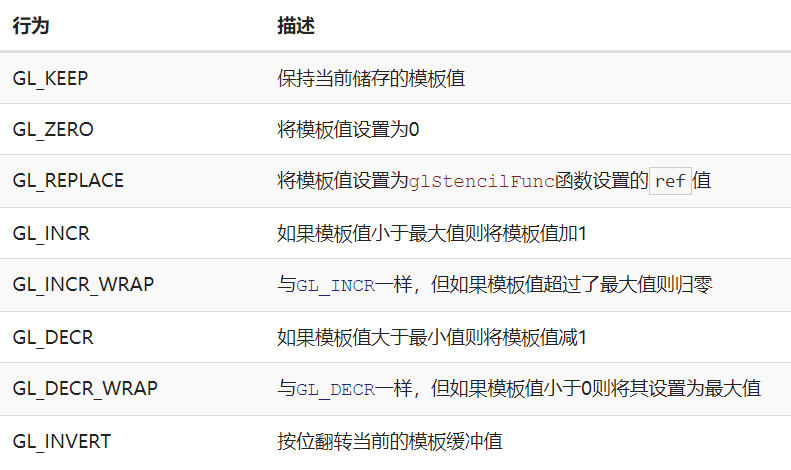 行为 描述
GL_KEEP 保持当前储存的模板值
GL_ZERO 将模板值设置为0
GL_REPLACE 将模板值设置为glStencilFunc函数设置的ref值
GL_INCR 如果模板值小于最大值则将模板值加1
GL_INCR_WRAP 与GL_INCR一样，但如果模板值超过了最大值则归零
GL_DECR 如果模板值大于最小值则将模板值减1
GL_DECR_WRAP 与GL_DECR一样，但如果模板值小于0则将其设置为最大值
GL_INVERT 按位翻转当前的模板缓冲值